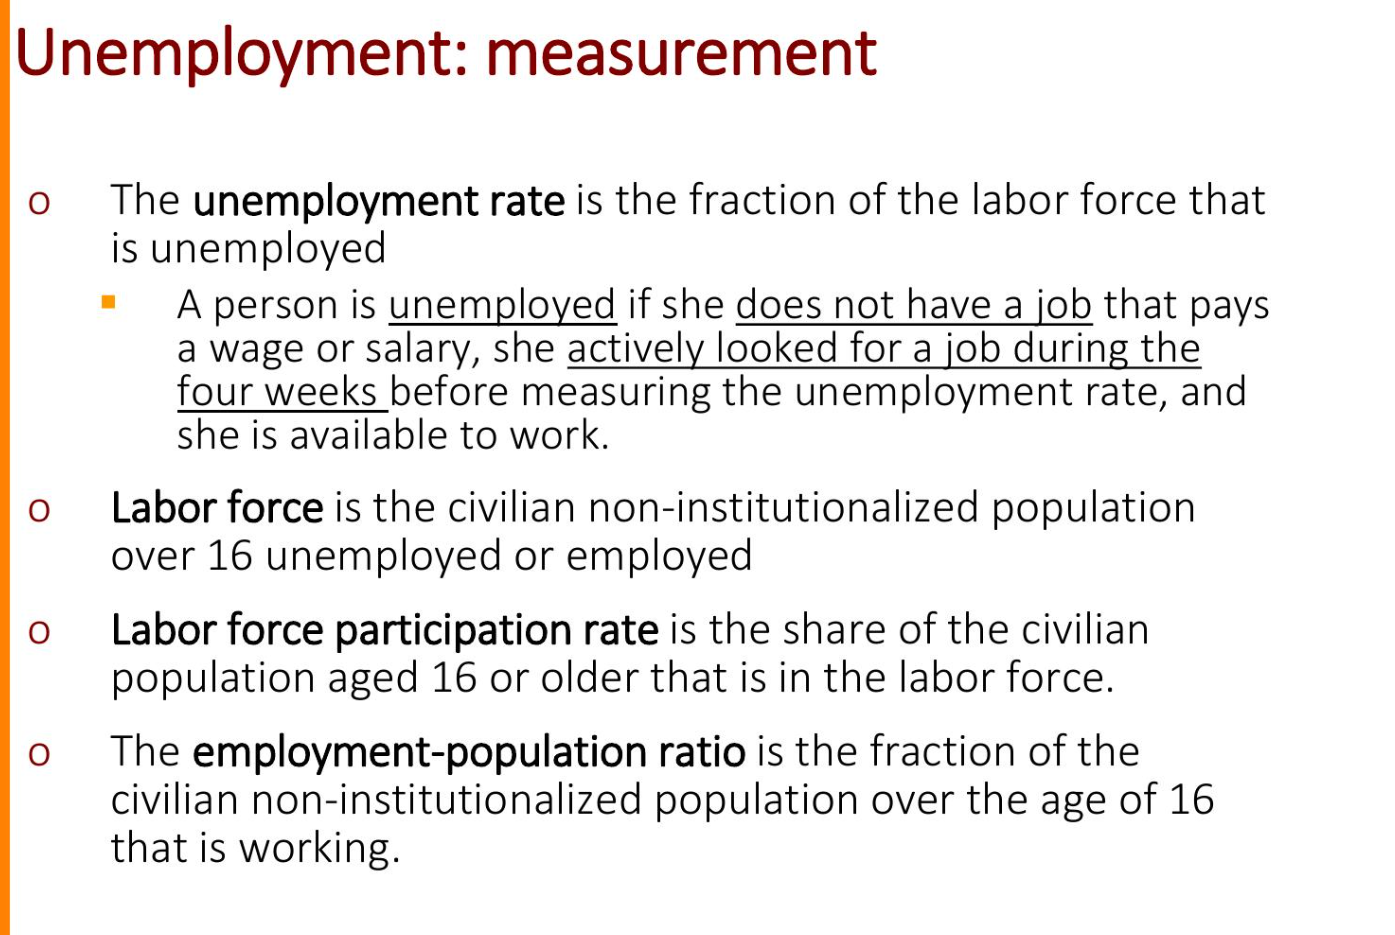 Unemployment: measurement
o The unemployment rate is the fraction of the labor force that
is unemployed
▪ A person is unemployed if she does not have a job that pays
a wage or salary, she actively looked for a job during the
four weeks before measuring the unemployment rate, and
she is available to work.
o Labor force is the civilian non-institutionalized population
over 16 unemployed or employed
o Labor force participation rate is the share of the civilian
population aged 16 or older that is in the labor force.
o The employment-population ratio is the fraction of the
civilian non-institutionalized population over the age of 16
that is working.